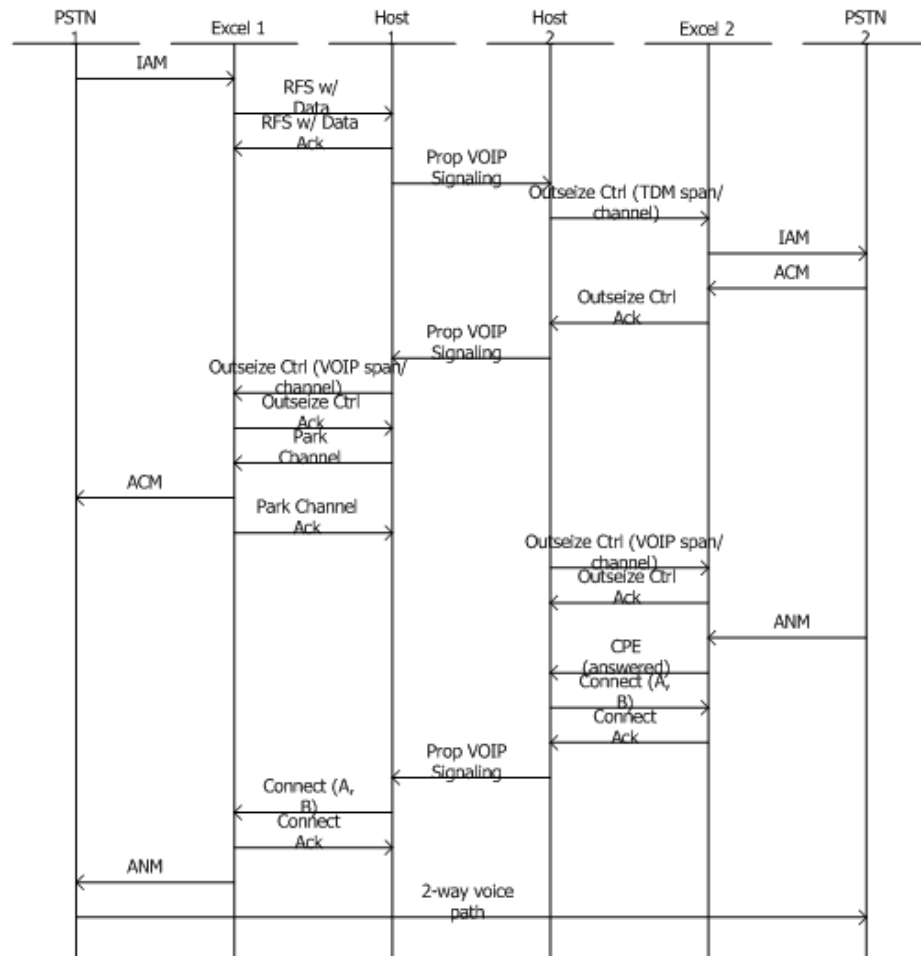 PSTN
1
Excel 1
Host
1
Host
2
Excel 2
PSTN
2
IAM
RFS w/
Data
RFS w/ Data
Ack
Prop VOIP
Signaling
Outseize Ctrl (TDM span/
channel)
IAM
ACM
Outseize Ctrl
Ack
Prop VOIP
Signaling
Outseize Ctrl (VOIP span/
channel)
Outseize Ctrl
Ack
Park
Channel
ACM
Park Channel
Ack
Outseize Ctrl (VOIP span/
channel)
Outseize Ctrl
Ack
ANM
CPE
(answered)
Connect (A,
B)
Connect
Ack
Prop VOIP
Signaling
Connect (A,
B)
Connect
Ack
ANM
2-way voice
path